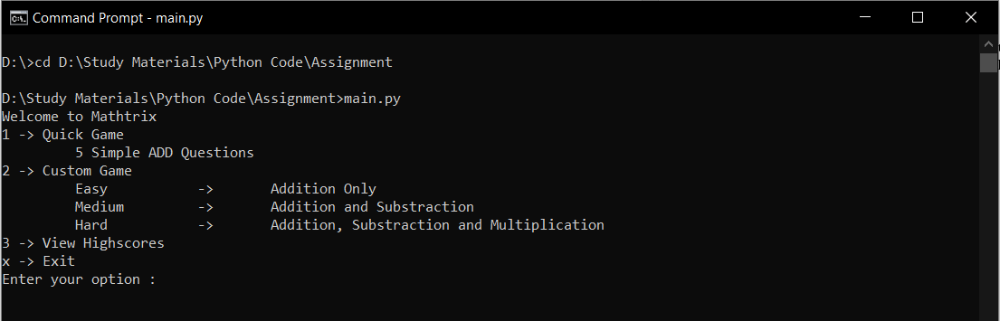 Command Prompt - main.py
D:\>cd D:\Study Materials\Python Code\Assignment
D:\Study Materials\Python Code\Assignment>main.py
Welcome to Mathtrix
1 -> Quick Game
5 Simple ADD Questions
2 -> Custom Game
Easy -> Addition Only
Medium -> Addition and Substraction
Hard -> Addition, Substraction and Multiplication
3 -> View Highscores
x -> Exit
Enter your option :